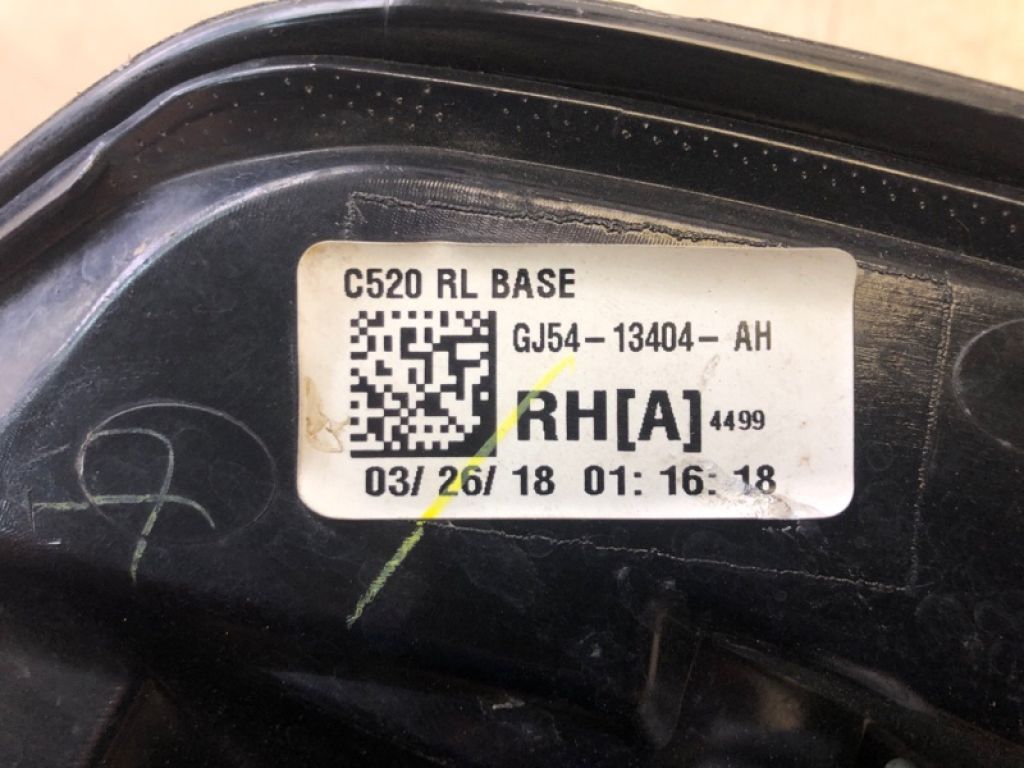 C520 RL BASE
GJ54-13404-AH
RH[A] 4499
03/ 26/ 18 01: 16: 18